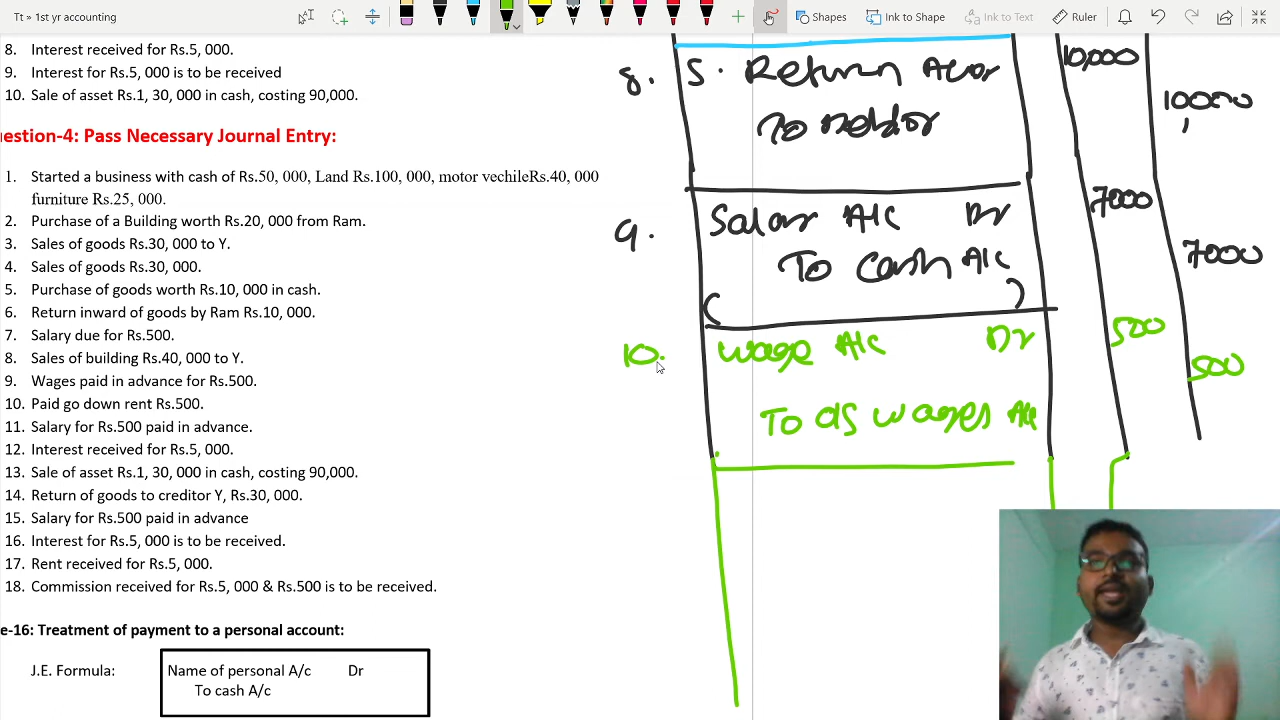 Tt » 1st yr accounting
Shapes
Ink to Shape
Ink to Text
Ruler
8. Interest received for Rs.5, 000.
9. Interest for Rs.5, 000 is to be received
10. Sale of asset Rs.1, 30, 000 in cash, costing 90,000.
estion-4: Pass Necessary Journal Entry:
1. Started a business with cash of Rs.50, 000, Land Rs.100, 000, motor vechileRs.40, 000
furniture Rs.25, 000.
2. Purchase of a Building worth Rs.20, 000 from Ram.
3. Sales of goods Rs.30, 000 to Y.
4. Sales of goods Rs.30, 000.
5. Purchase of goods worth Rs.10, 000 in cash.
6. Return inward of goods by Ram Rs.10, 000.
7. Salary due for Rs.500.
8. Sales of building Rs.40, 000 to Y.
9. Wages paid in advance for Rs.500.
10. Paid go down rent Rs.500.
11. Salary for Rs.500 paid in advance.
12. Interest received for Rs.5, 000.
13. Sale of asset Rs.1, 30, 000 in cash, costing 90,000.
14. Return of goods to creditor Y, Rs.30, 000.
15. Salary for Rs.500 paid in advance
16. Interest for Rs.5, 000 is to be received.
17. Rent received for Rs.5, 000.
18. Commission received for Rs.5, 000 & Rs.500 is to be received.
e-16: Treatment of payment to a personal account:
J.E. Formula: Name of personal A/c Dr
To cash A/c
8. S. Return 10,000
To 10000
9. Salary A/c Dr 7000
To Cash A/c 7000
( )
10. Wage A/c Dr 500
To o/s wages A/c 500